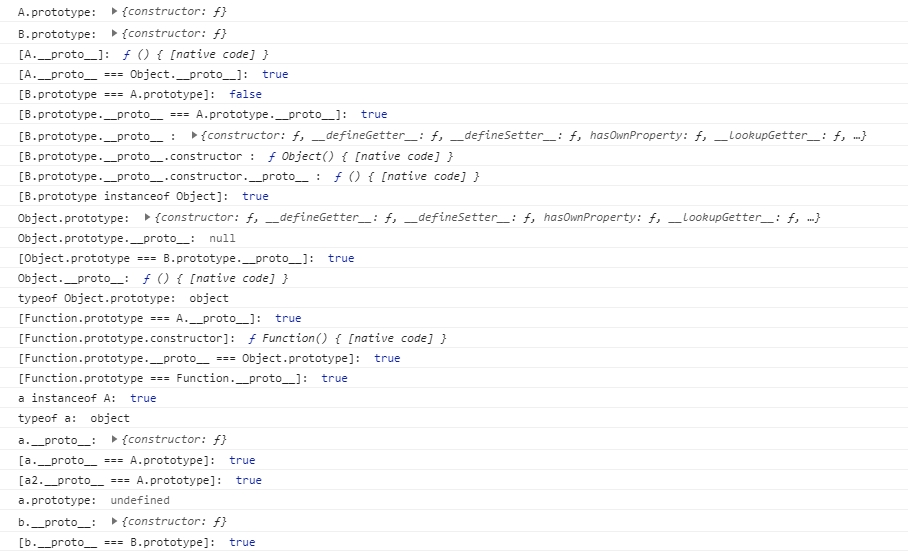 A.prototype: ▶{constructor: ƒ}
B.prototype: ▶{constructor: ƒ}
[A.__proto__]: ƒ () { [native code] }
[A.__proto__ === Object.__proto__]: true
[B.prototype === A.prototype]: false
[B.prototype.__proto__ === A.prototype.__proto__]: true
[B.prototype.__proto__ : ▶{constructor: ƒ, __defineGetter__: ƒ, __defineSetter__: ƒ, hasOwnProperty: ƒ, __lookupGetter__: ƒ, …}
[B.prototype.__proto__.constructor : ƒ Object() { [native code] }
[B.prototype.__proto__.constructor.__proto__ : ƒ () { [native code] }
[B.prototype instanceof Object]: true
Object.prototype: ▶{constructor: ƒ, __defineGetter__: ƒ, __defineSetter__: ƒ, hasOwnProperty: ƒ, __lookupGetter__: ƒ, …}
Object.prototype.__proto__: null
[Object.prototype === B.prototype.__proto__]: true
Object.__proto__: ƒ () { [native code] }
typeof Object.prototype: object
[Function.prototype === A.__proto__]: true
[Function.prototype.constructor]: ƒ Function() { [native code] }
[Function.prototype.__proto__ === Object.prototype]: true
[Function.prototype === Function.__proto__]: true
a instanceof A: true
typeof a: object
a.__proto__: ▶{constructor: ƒ}
[a.__proto__ === A.prototype]: true
[a2.__proto__ === A.prototype]: true
a.prototype: undefined
b.__proto__: ▶{constructor: ƒ}
[b.__proto__ === B.prototype]: true